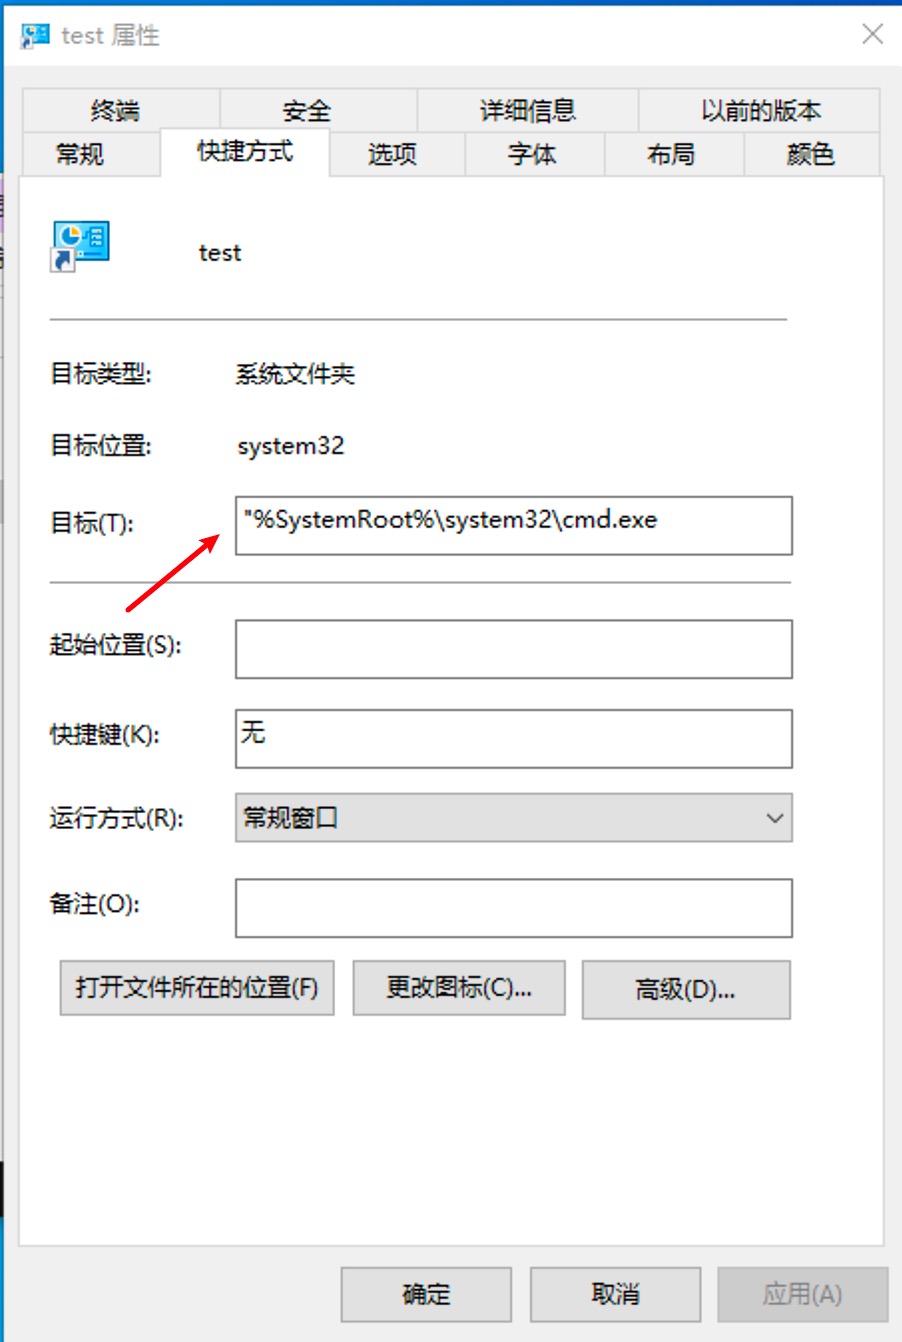 test 属性
终端 安全 详细信息 以前的版本
常规 快捷方式 选项 字体 布局 颜色
test
目标类型: 系统文件夹
目标位置: system32
目标(T): "%SystemRoot%\system32\cmd.exe
起始位置(S):
快捷键(K): 无
运行方式(R): 常规窗口
备注(O):
打开文件所在的位置(F) 更改图标(C)... 高级(D)...
确定 取消 应用(A)